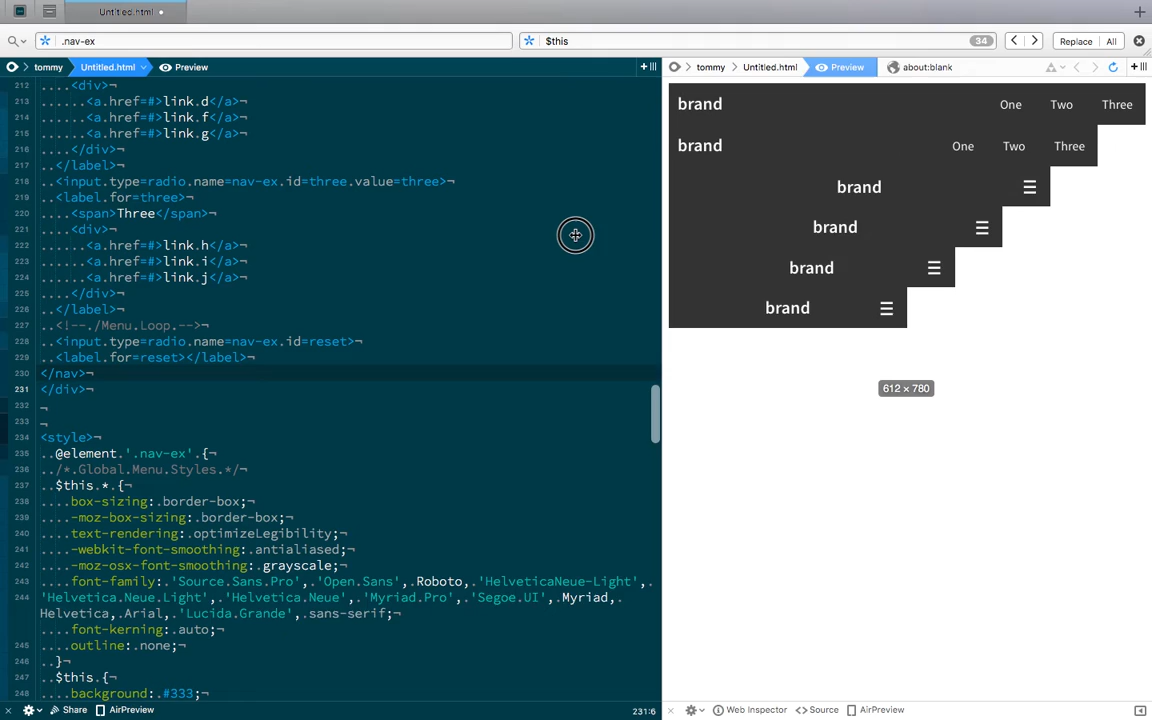 Untitled.html
.nav-ex
$this
34
Replace
All
tommy
Untitled.html
Preview
tommy
Untitled.html
Preview
about:blank
212 ....<div>¬
213 ......<a.href=#>link.d</a>¬
214 ......<a.href=#>link.f</a>¬
215 ......<a.href=#>link.g</a>¬
216 ....</div>¬
217 ..</label>¬
218 ..<input.type=radio.name=nav-ex.id=three.value=three>¬
219 ..<label.for=three>¬
220 ....<span>Three</span>¬
221 ....<div>¬
222 ......<a.href=#>link.h</a>¬
223 ......<a.href=#>link.i</a>¬
224 ......<a.href=#>link.j</a>¬
225 ....</div>¬
226 ..</label>¬
227 ..<!--./Menu.Loop.-->¬
228 ..<input.type=radio.name=nav-ex.id=reset>¬
229 ..<label.for=reset></label>¬
230 </nav>¬
231 </div>¬
232 ¬
233 ¬
234 <style>¬
235 ..@element.'.nav-ex'.{¬
236 ../*.Global.Menu.Styles.*/¬
237 ..$this.*.{¬
238 ....box-sizing:.border-box;¬
239 ....-moz-box-sizing:.border-box;¬
240 ....text-rendering:.optimizeLegibility;¬
241 ....-webkit-font-smoothing:.antialiased;¬
242 ....-moz-osx-font-smoothing:.grayscale;¬
243 ....font-family:.'Source.Sans.Pro',.'Open.Sans',.Roboto,.'HelveticaNeue-Light',.
244 'Helvetica.Neue.Light',.'Helvetica.Neue',.'Myriad.Pro',.'Segoe.UI',.Myriad,.
Helvetica,.Arial,.'Lucida.Grande',.sans-serif;¬
....font-kerning:.auto;¬
245 ....outline:.none;¬
246 ..}¬
247 ..$this.{¬
248 ....background:.#333;¬
brand One Two Three
brand One Two Three
brand
brand
brand
brand
612 × 780
Share
AirPreview
231:6
Web Inspector
Source
AirPreview